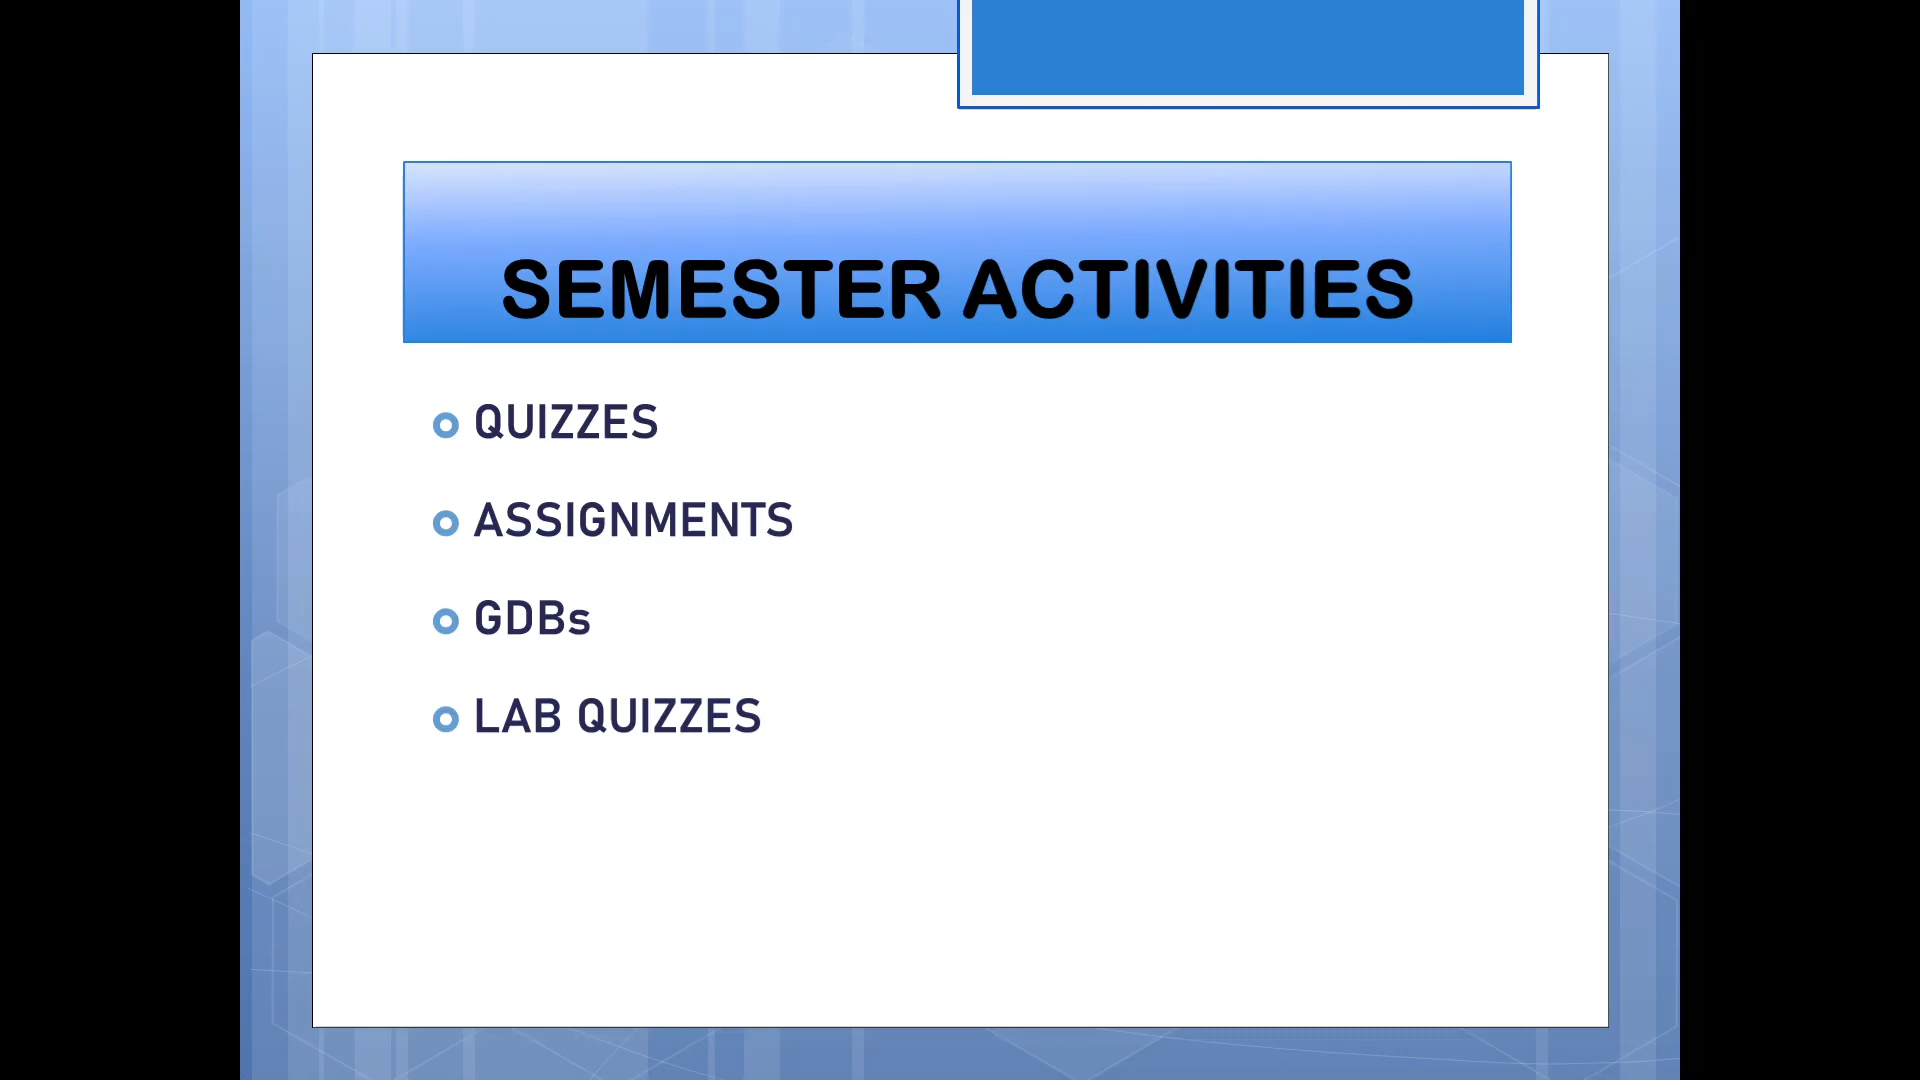 SEMESTER ACTIVITIES
QUIZZES
ASSIGNMENTS
GDBs
LAB QUIZZES